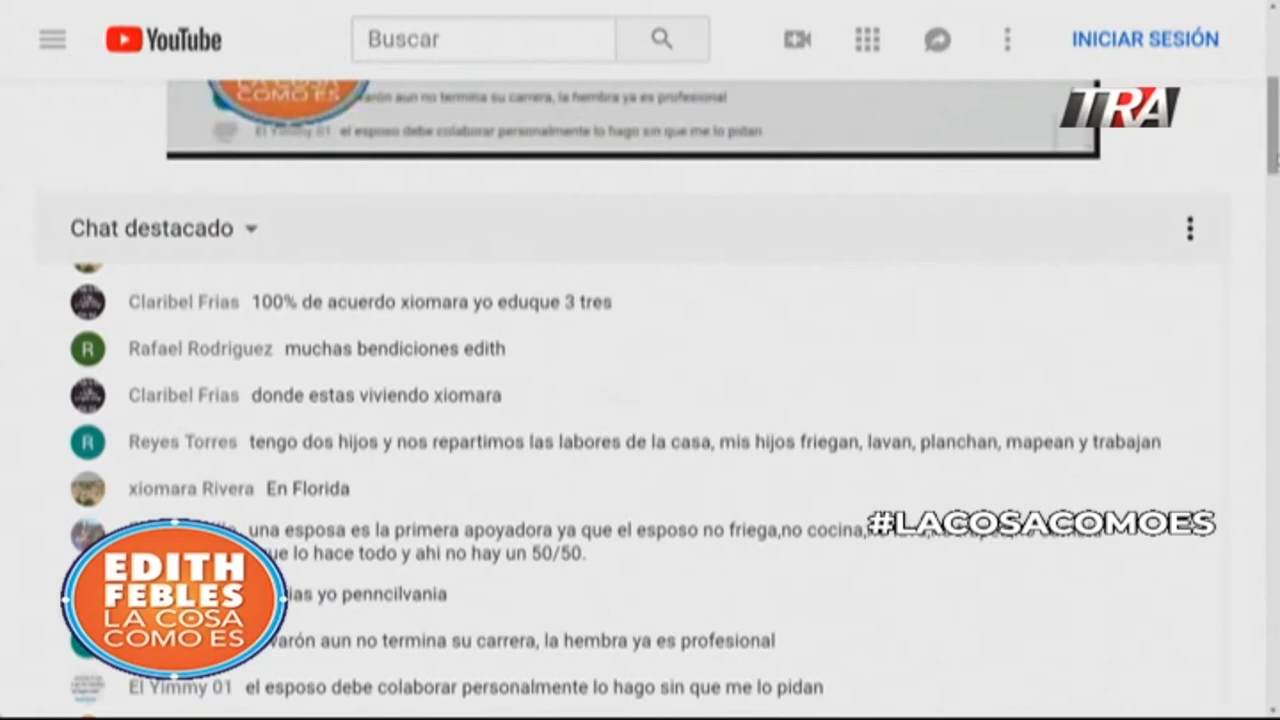 YouTube
Buscar
INICIAR SESIÓN
COMO ES
varón aun no termina su carrera, la hembra ya es profesional
TRA
El Yimmy 01 el esposo debe colaborar personalmente lo hago sin que me lo pidan
Chat destacado
Claribel Frias 100% de acuerdo xiomara yo eduque 3 tres
Rafael Rodriguez muchas bendiciones edith
Claribel Frias donde estas viviendo xiomara
Reyes Torres tengo dos hijos y nos repartimos las labores de la casa, mis hijos friegan, lavan, planchan, mapean y trabajan
xiomara Rivera En Florida
una esposa es la primera apoyadora ya que el esposo no friega,no cocina,
#LACOSACOMOES
que lo hace todo y ahi no hay un 50/50.
EDITH
FEBLES
LA COSA
COMO ES
yo penncilvania
varón aun no termina su carrera, la hembra ya es profesional
El Yimmy 01 el esposo debe colaborar personalmente lo hago sin que me lo pidan